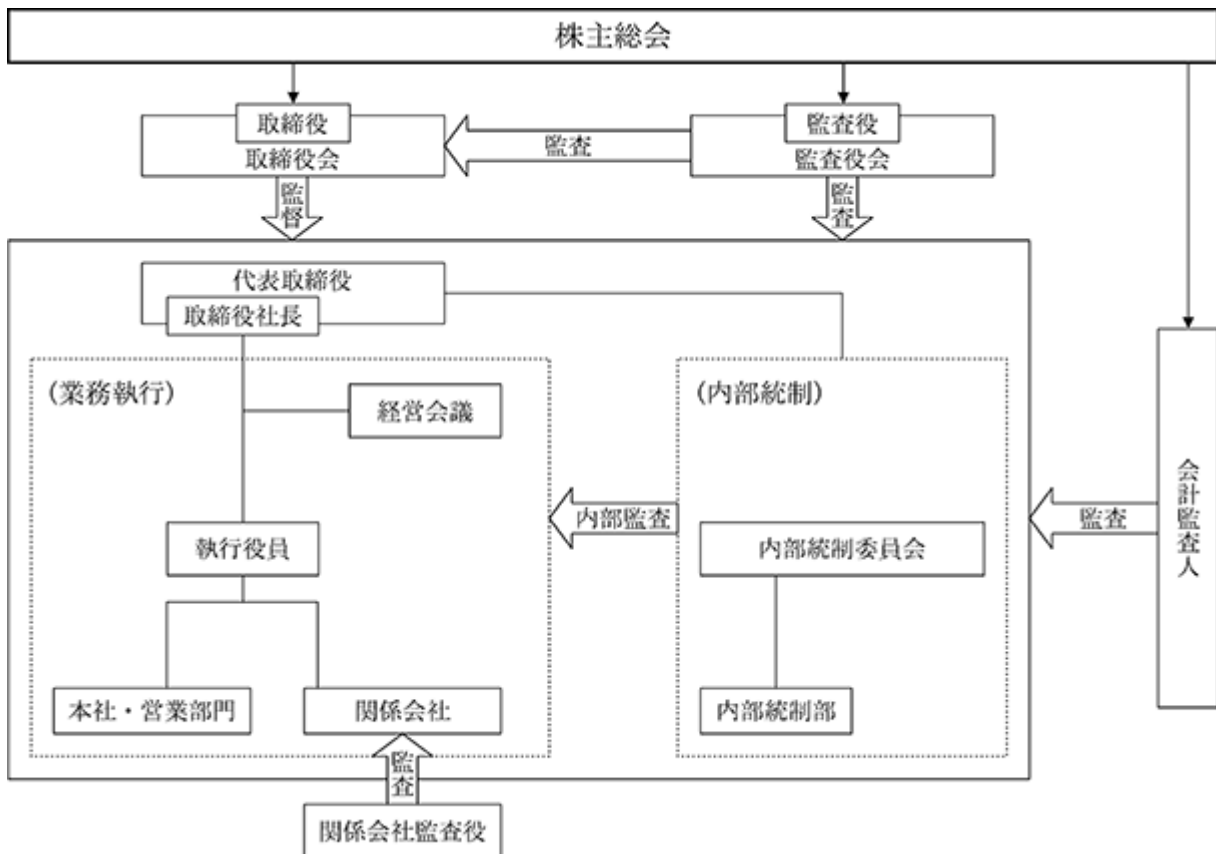 株主総会
取締役
取締役会
監査
監査役
監査役会
監督
監査
代表取締役
取締役社長
(業務執行)
経営会議
(内部統制)
執行役員
内部監査
内部統制委員会
監査
会計監査人
本社・営業部門
関係会社
内部統制部
監査
関係会社監査役